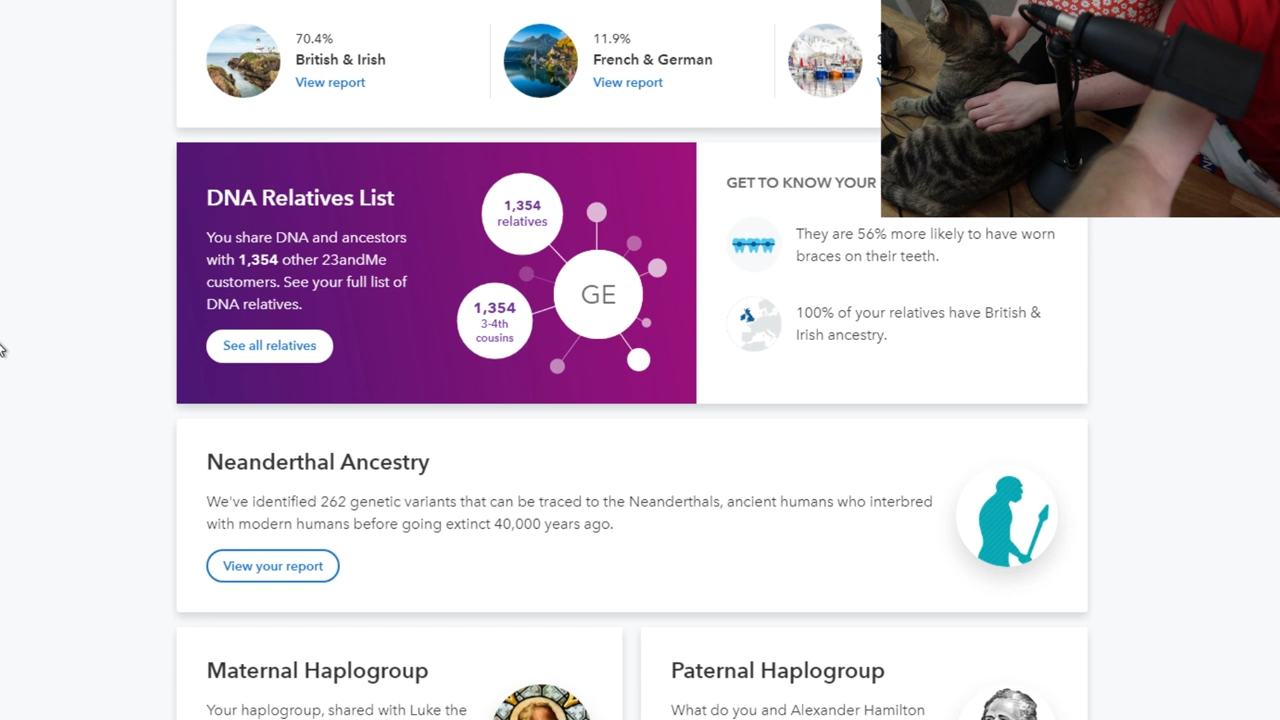 70.4%
British & Irish
View report
11.9%
French & German
View report
DNA Relatives List
You share DNA and ancestors
with 1,354 other 23andMe
customers. See your full list of
DNA relatives.
See all relatives
1,354
relatives
1,354
3-4th
cousins
GE
GET TO KNOW YOUR
They are 56% more likely to have worn
braces on their teeth.
100% of your relatives have British &
Irish ancestry.
Neanderthal Ancestry
We've identified 262 genetic variants that can be traced to the Neanderthals, ancient humans who interbred
with modern humans before going extinct 40,000 years ago.
View your report
Maternal Haplogroup
Your haplogroup, shared with Luke the
Paternal Haplogroup
What do you and Alexander Hamilton